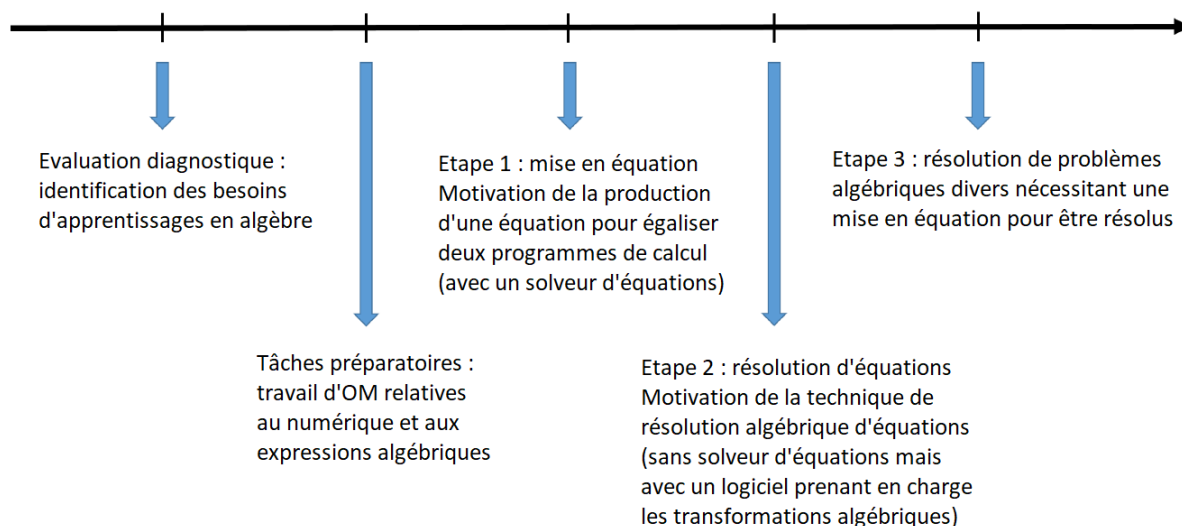 Evaluation diagnostique :
identification des besoins
d'apprentissages en algèbre
Tâches préparatoires :
travail d'OM relatives
au numérique et aux
expressions algébriques
Etape 1 : mise en équation
Motivation de la production
d'une équation pour égaliser
deux programmes de calcul
(avec un solveur d'équations)
Etape 2 : résolution d'équations
Motivation de la technique de
résolution algébrique d'équations
(sans solveur d'équations mais
avec un logiciel prenant en charge
les transformations algébriques)
Etape 3 : résolution de problèmes
algébriques divers nécessitant une
mise en équation pour être résolus